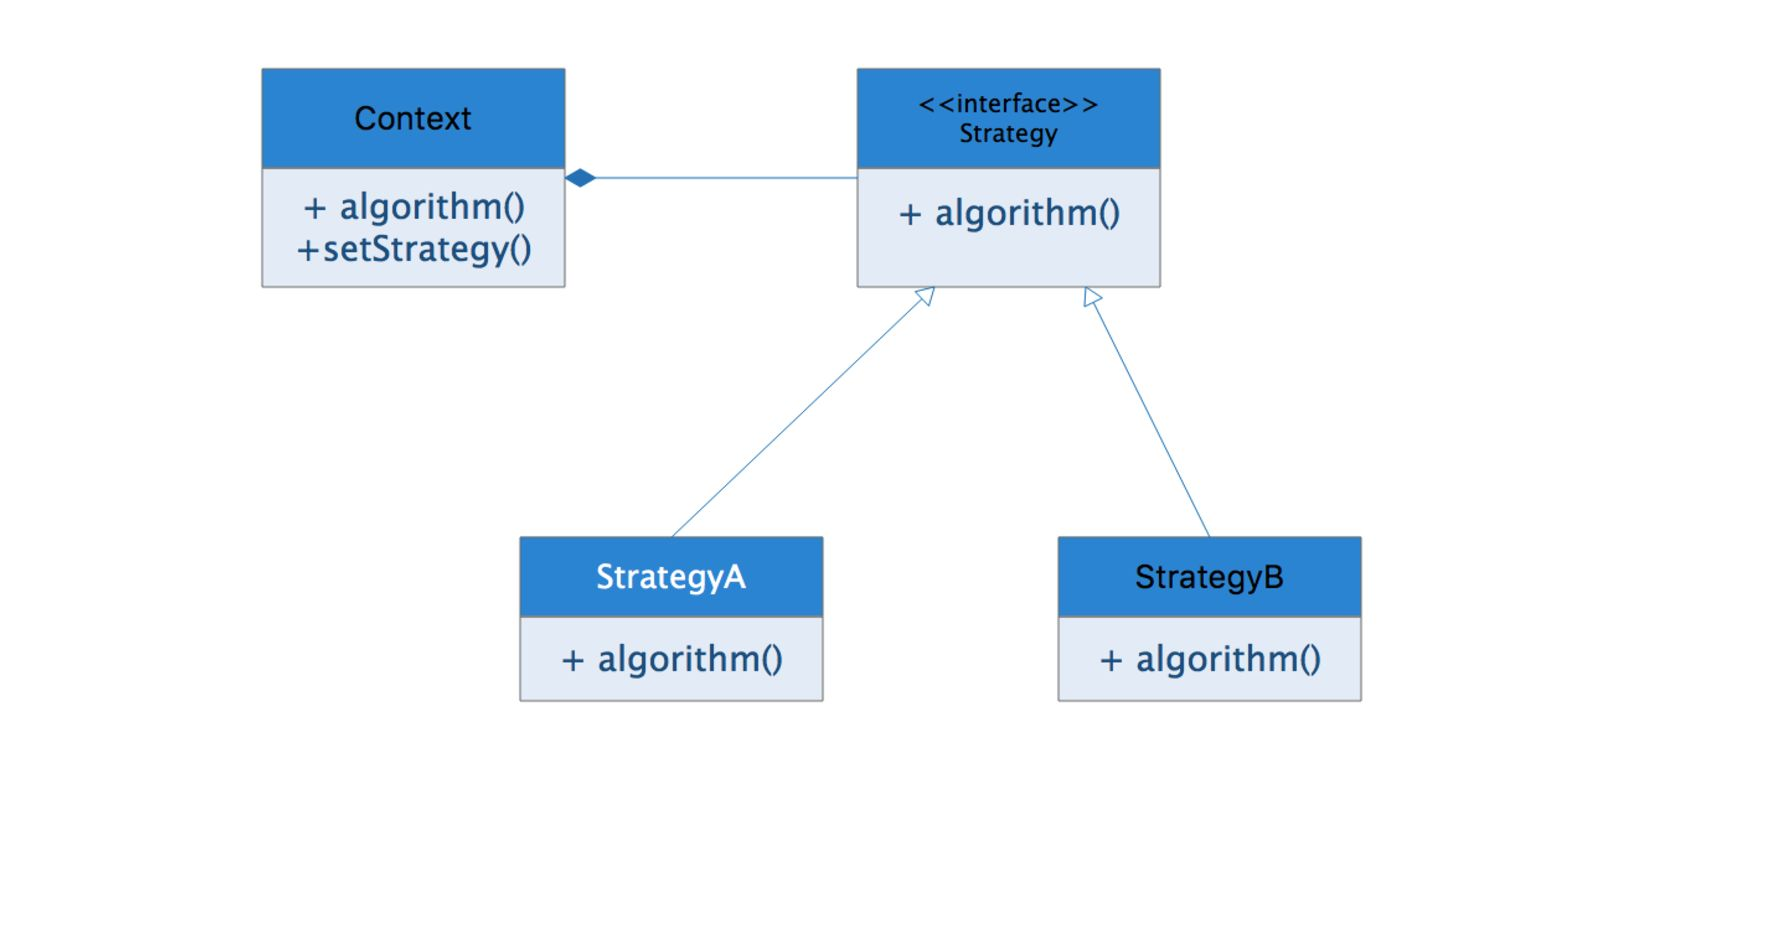 Context
+ algorithm()
+setStrategy()
<<interface>>
Strategy
+ algorithm()
StrategyA
+ algorithm()
StrategyB
+ algorithm()